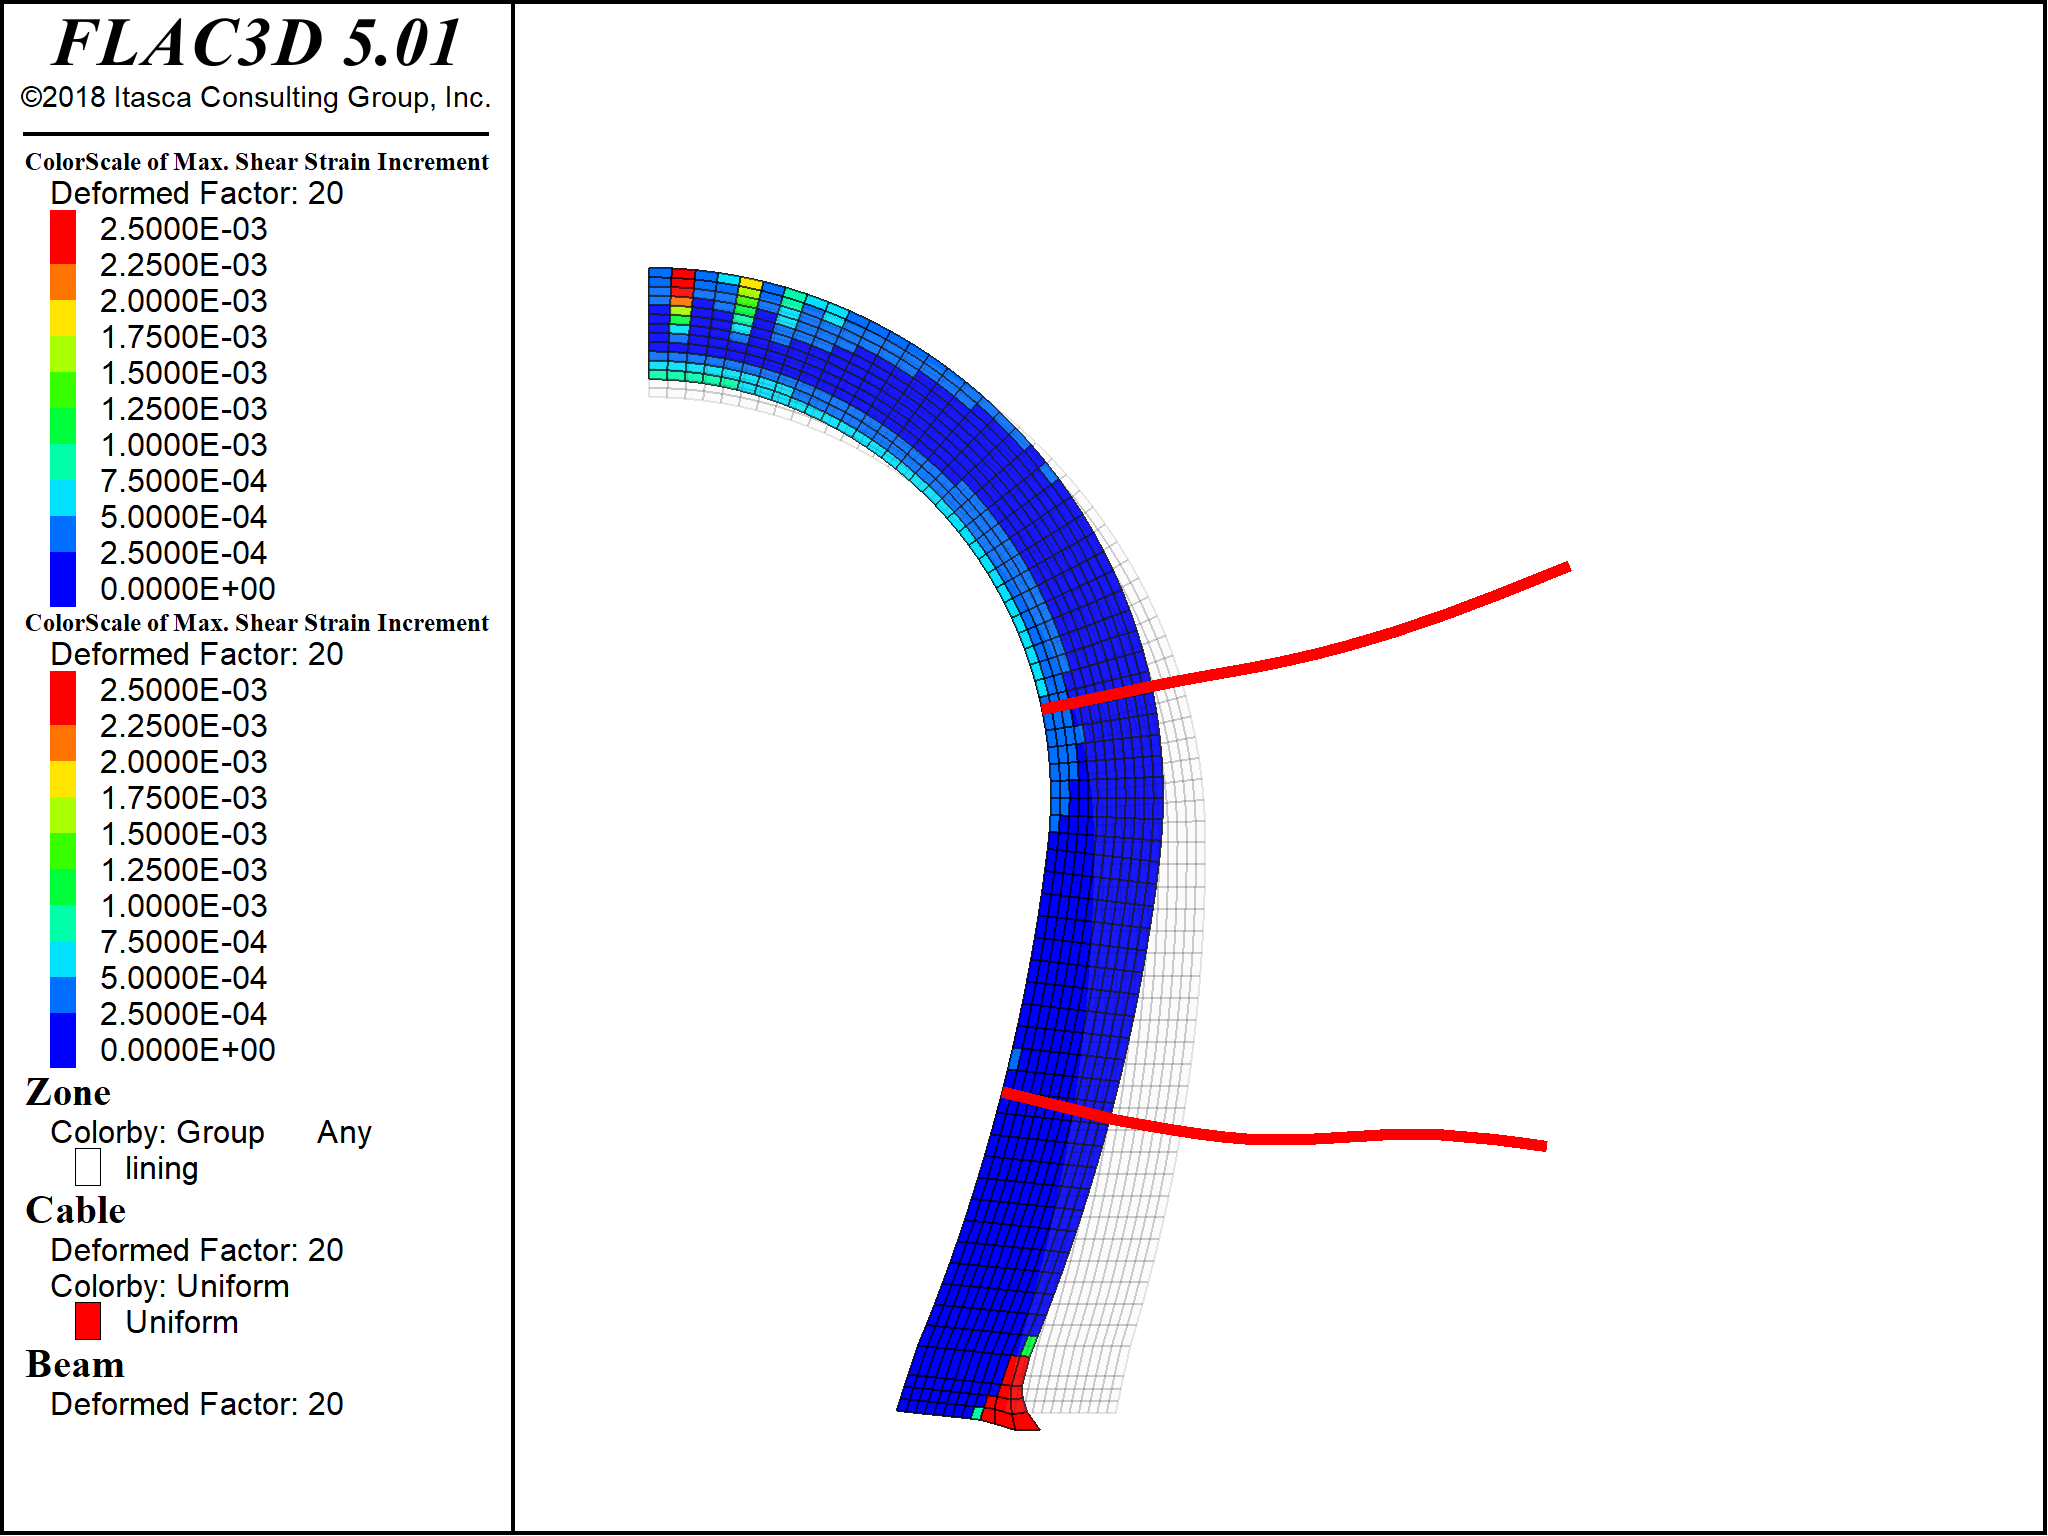 FLAC3D 5.01
©2018 Itasca Consulting Group, Inc.
ColorScale of Max. Shear Strain Increment
Deformed Factor: 20
2.5000E-03
2.2500E-03
2.0000E-03
1.7500E-03
1.5000E-03
1.2500E-03
1.0000E-03
7.5000E-04
5.0000E-04
2.5000E-04
0.0000E+00
ColorScale of Max. Shear Strain Increment
Deformed Factor: 20
2.5000E-03
2.2500E-03
2.0000E-03
1.7500E-03
1.5000E-03
1.2500E-03
1.0000E-03
7.5000E-04
5.0000E-04
2.5000E-04
0.0000E+00
Zone
Colorby: Group Any
lining
Cable
Deformed Factor: 20
Colorby: Uniform
Uniform
Beam
Deformed Factor: 20